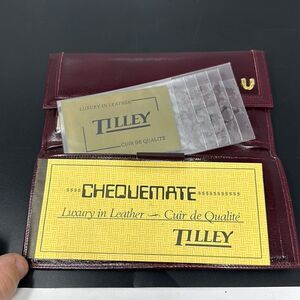 LUXURY IN LEATHER
TILLEY
CUIR DE QUALITÉ
$$$$ CHEQUEMATE $$$$$$$$$$$
Luxury in Leather — Cuir de Qualité
TILLEY